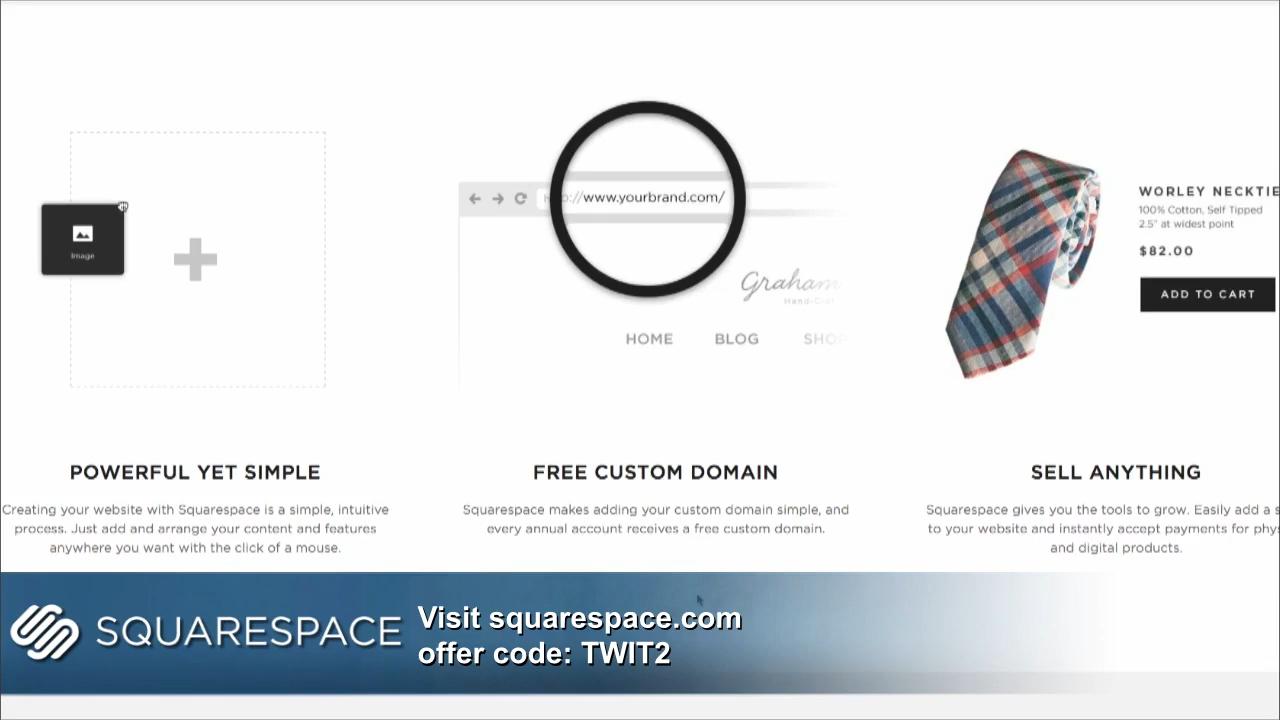 Image
http://www.yourbrand.com/
Graham
HOME BLOG SHOP
WORLEY NECKTIE
100% Cotton, Self Tipped
2.5" at widest point
$82.00
ADD TO CART
POWERFUL YET SIMPLE
Creating your website with Squarespace is a simple, intuitive
process. Just add and arrange your content and features
anywhere you want with the click of a mouse.
FREE CUSTOM DOMAIN
Squarespace makes adding your custom domain simple, and
every annual account receives a free custom domain.
SELL ANYTHING
Squarespace gives you the tools to grow. Easily add a s
to your website and instantly accept payments for phys
and digital products.
SQUARESPACE
Visit squarespace.com
offer code: TWIT2